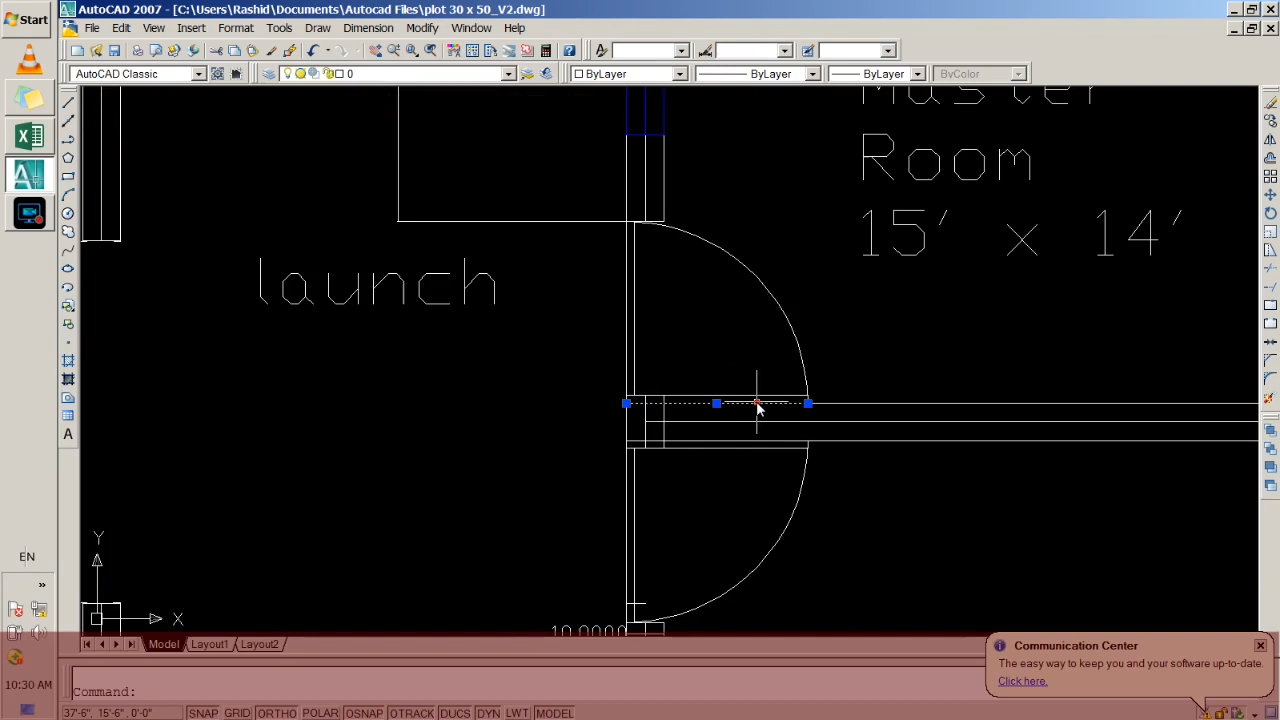 Start
AutoCAD 2007 - [C:\Users\Rashid\Documents\Autocad Files\plot 30 x 50_V2.dwg]
File Edit View Insert Format Tools Draw Dimension Modify Window Help
AutoCAD Classic
0
ByLayer
ByLayer
ByLayer
ByColor
Master
Room
15' x 14'
launch
Y
X
10.0000
EN
Model Layout1 Layout2
Communication Center
The easy way to keep you and your software up-to-date.
Click here.
10:30 AM
Command:
37'-6", 15'-6", 0'-0"
SNAP GRID ORTHO POLAR OSNAP OTRACK DUCS DYN LWT MODEL